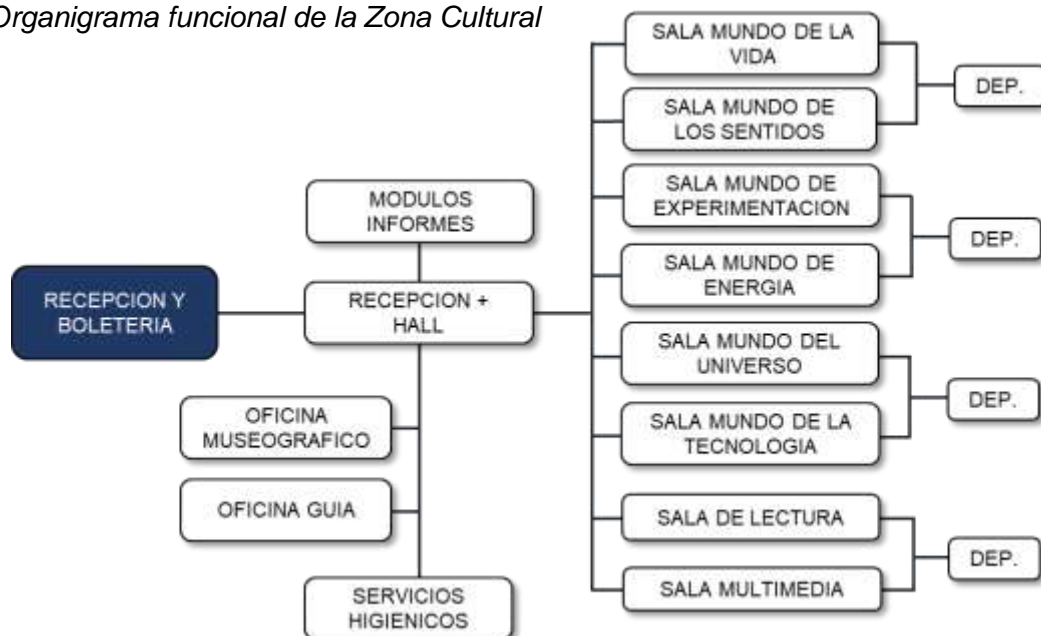 Organigrama funcional de la Zona Cultural
RECEPCION Y
BOLETERIA
MODULOS
INFORMES
RECEPCION +
HALL
OFICINA
MUSEOGRAFICO
OFICINA GUIA
SERVICIOS
HIGIENICOS
SALA MUNDO DE LA
VIDA
SALA MUNDO DE
LOS SENTIDOS
DEP.
SALA MUNDO DE
EXPERIMENTACION
SALA MUNDO DE
ENERGIA
DEP.
SALA MUNDO DEL
UNIVERSO
SALA MUNDO DE LA
TECNOLOGIA
DEP.
SALA DE LECTURA
SALA MULTIMEDIA
DEP.